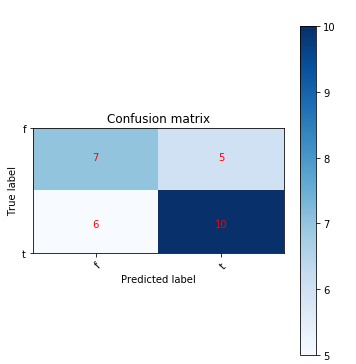 Confusion matrix
True label
f
7 5
6 10
t
f t
Predicted label
10
9
8
7
6
5